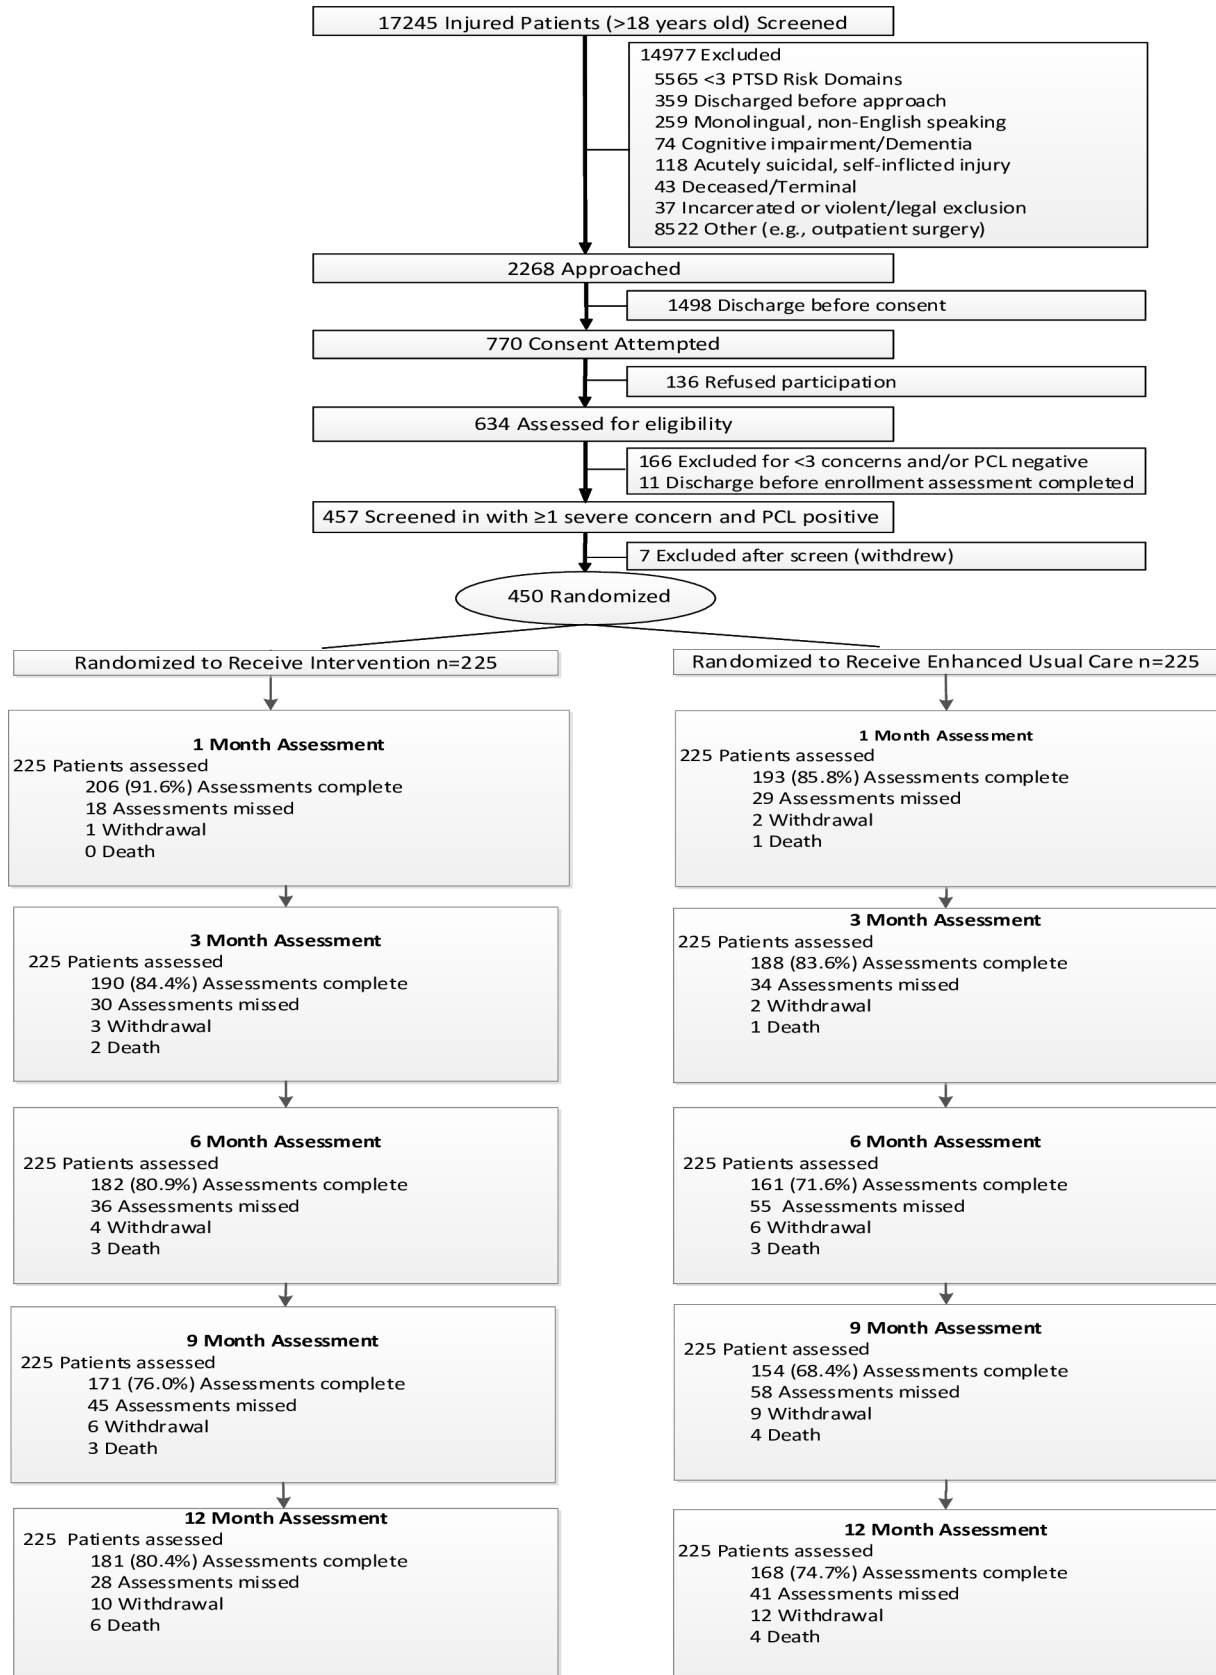 17245 Injured Patients (>18 years old) Screened
14977 Excluded
5565 <3 PTSD Risk Domains
359 Discharged before approach
259 Monolingual, non-English speaking
74 Cognitive impairment/Dementia
118 Acutely suicidal, self-inflicted injury
43 Deceased/Terminal
37 Incarcerated or violent/legal exclusion
8522 Other (e.g., outpatient surgery)
2268 Approached
1498 Discharge before consent
770 Consent Attempted
136 Refused participation
634 Assessed for eligibility
166 Excluded for <3 concerns and/or PCL negative
11 Discharge before enrollment assessment completed
457 Screened in with ≥1 severe concern and PCL positive
7 Excluded after screen (withdrew)
450 Randomized
Randomized to Receive Intervention n=225
1 Month Assessment
225 Patients assessed
206 (91.6%) Assessments complete
18 Assessments missed
1 Withdrawal
0 Death
3 Month Assessment
225 Patients assessed
190 (84.4%) Assessments complete
30 Assessments missed
3 Withdrawal
2 Death
6 Month Assessment
225 Patients assessed
182 (80.9%) Assessments complete
36 Assessments missed
4 Withdrawal
3 Death
9 Month Assessment
225 Patients assessed
171 (76.0%) Assessments complete
45 Assessments missed
6 Withdrawal
3 Death
12 Month Assessment
225 Patients assessed
181 (80.4%) Assessments complete
28 Assessments missed
10 Withdrawal
6 Death
Randomized to Receive Enhanced Usual Care n=225
1 Month Assessment
225 Patients assessed
193 (85.8%) Assessments complete
29 Assessments missed
2 Withdrawal
1 Death
3 Month Assessment
225 Patients assessed
188 (83.6%) Assessments complete
34 Assessments missed
2 Withdrawal
1 Death
6 Month Assessment
225 Patients assessed
161 (71.6%) Assessments complete
55 Assessments missed
6 Withdrawal
3 Death
9 Month Assessment
225 Patient assessed
154 (68.4%) Assessments complete
58 Assessments missed
9 Withdrawal
4 Death
12 Month Assessment
225 Patients assessed
168 (74.7%) Assessments complete
41 Assessments missed
12 Withdrawal
4 Death